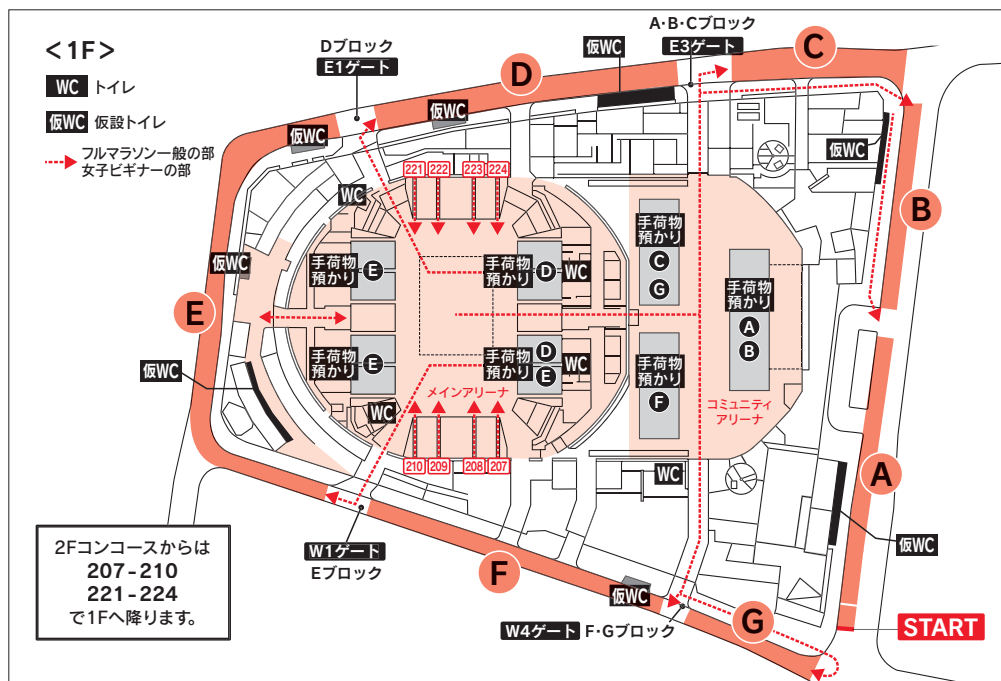 <1F>
WC トイレ
仮WC 仮設トイレ
フルマラソン一般の部
女子ビギナーの部
Dブロック
E1ゲート
A・B・Cブロック
E3ゲート
仮WC
D
C
仮WC
仮WC
仮WC
B
WC
221 222 223 224
手荷物
預かり
E
手荷物
預かり
D
WC
手荷物
預かり
C
G
手荷物
預かり
A
B
仮WC
E
手荷物
預かり
E
手荷物
預かり
D
E
WC
手荷物
預かり
F
コミュニティ
アリーナ
仮WC
メインアリーナ
WC
210 209 208 207
WC
A
仮WC
W1ゲート
Eブロック
F
仮WC
W4ゲート F・Gブロック
G
START
2Fコンコースからは
207-210
221-224
で1Fへ降ります。